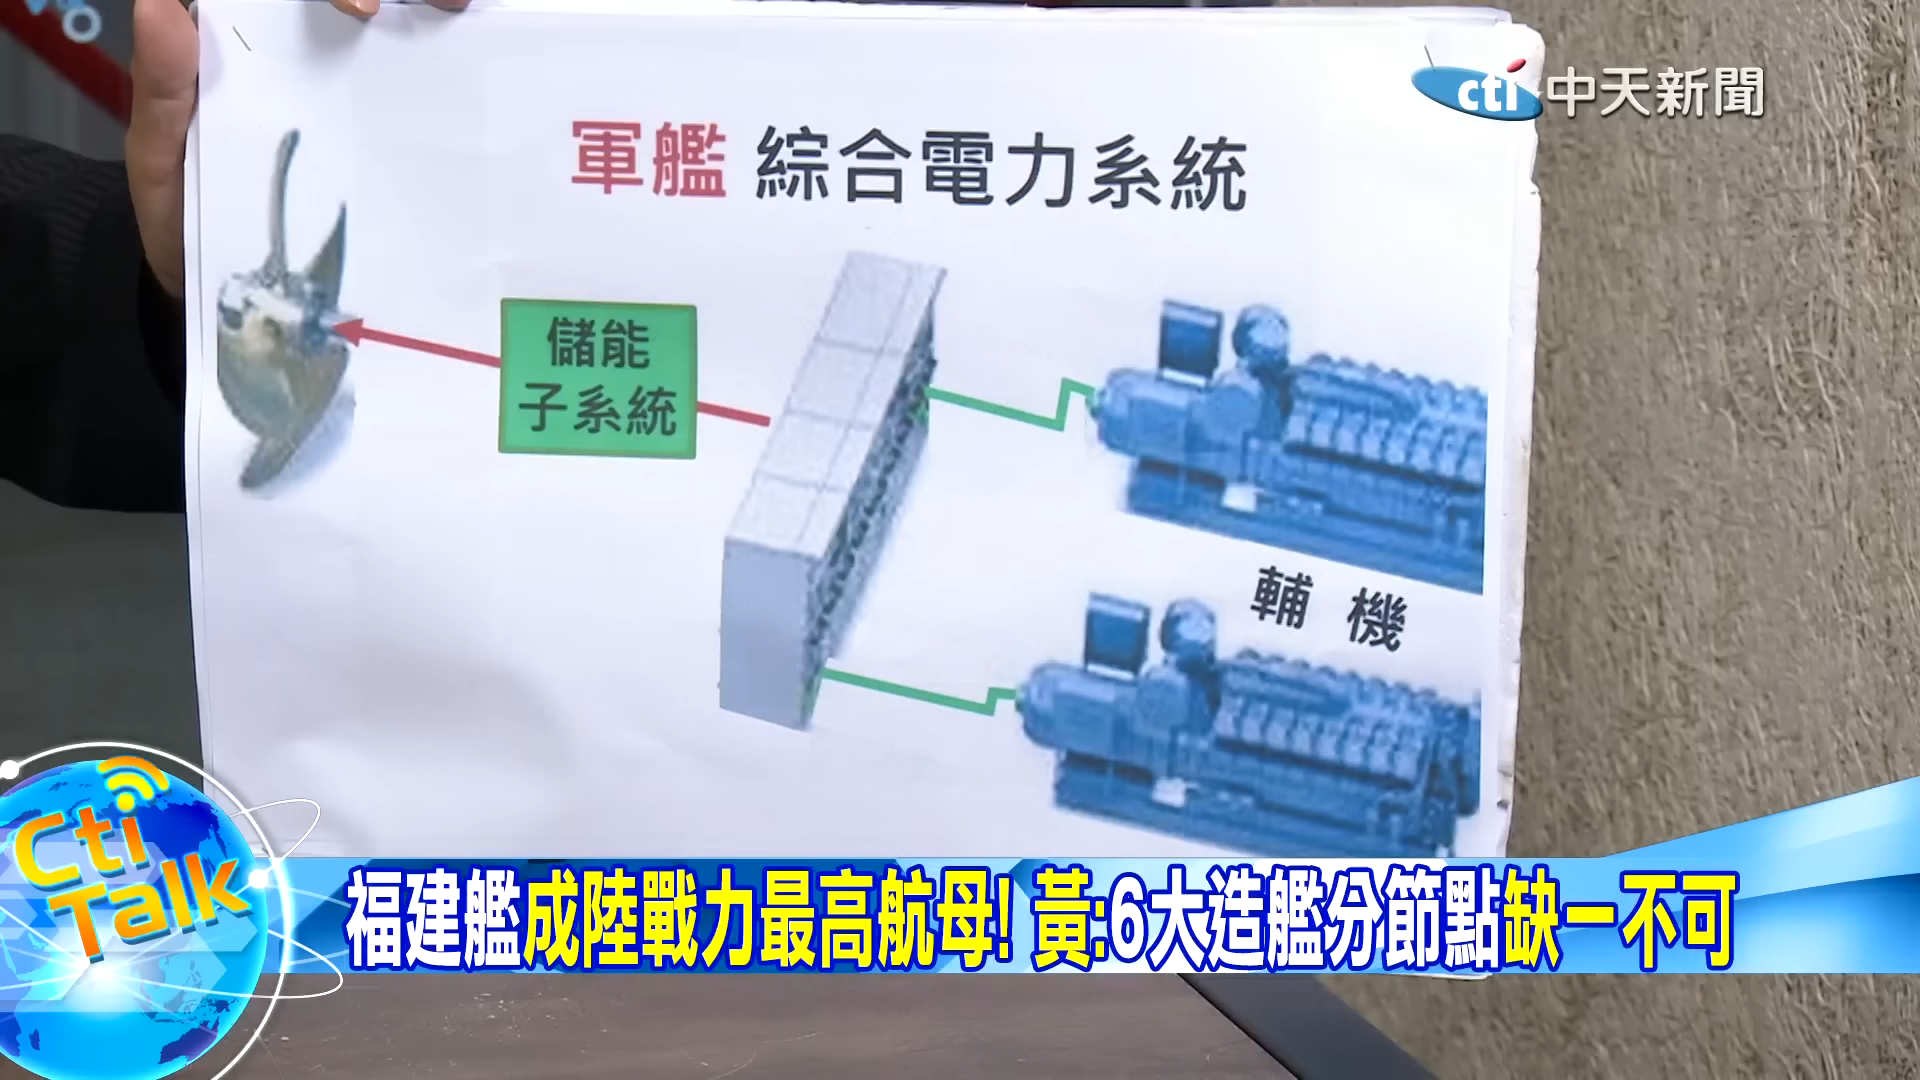 cti 中天新聞
軍艦 綜合電力系統
儲能
子系統
輔 機
Cti
Talk
福建艦成陸戰力最高航母! 黃:6大造艦分節點缺一不可